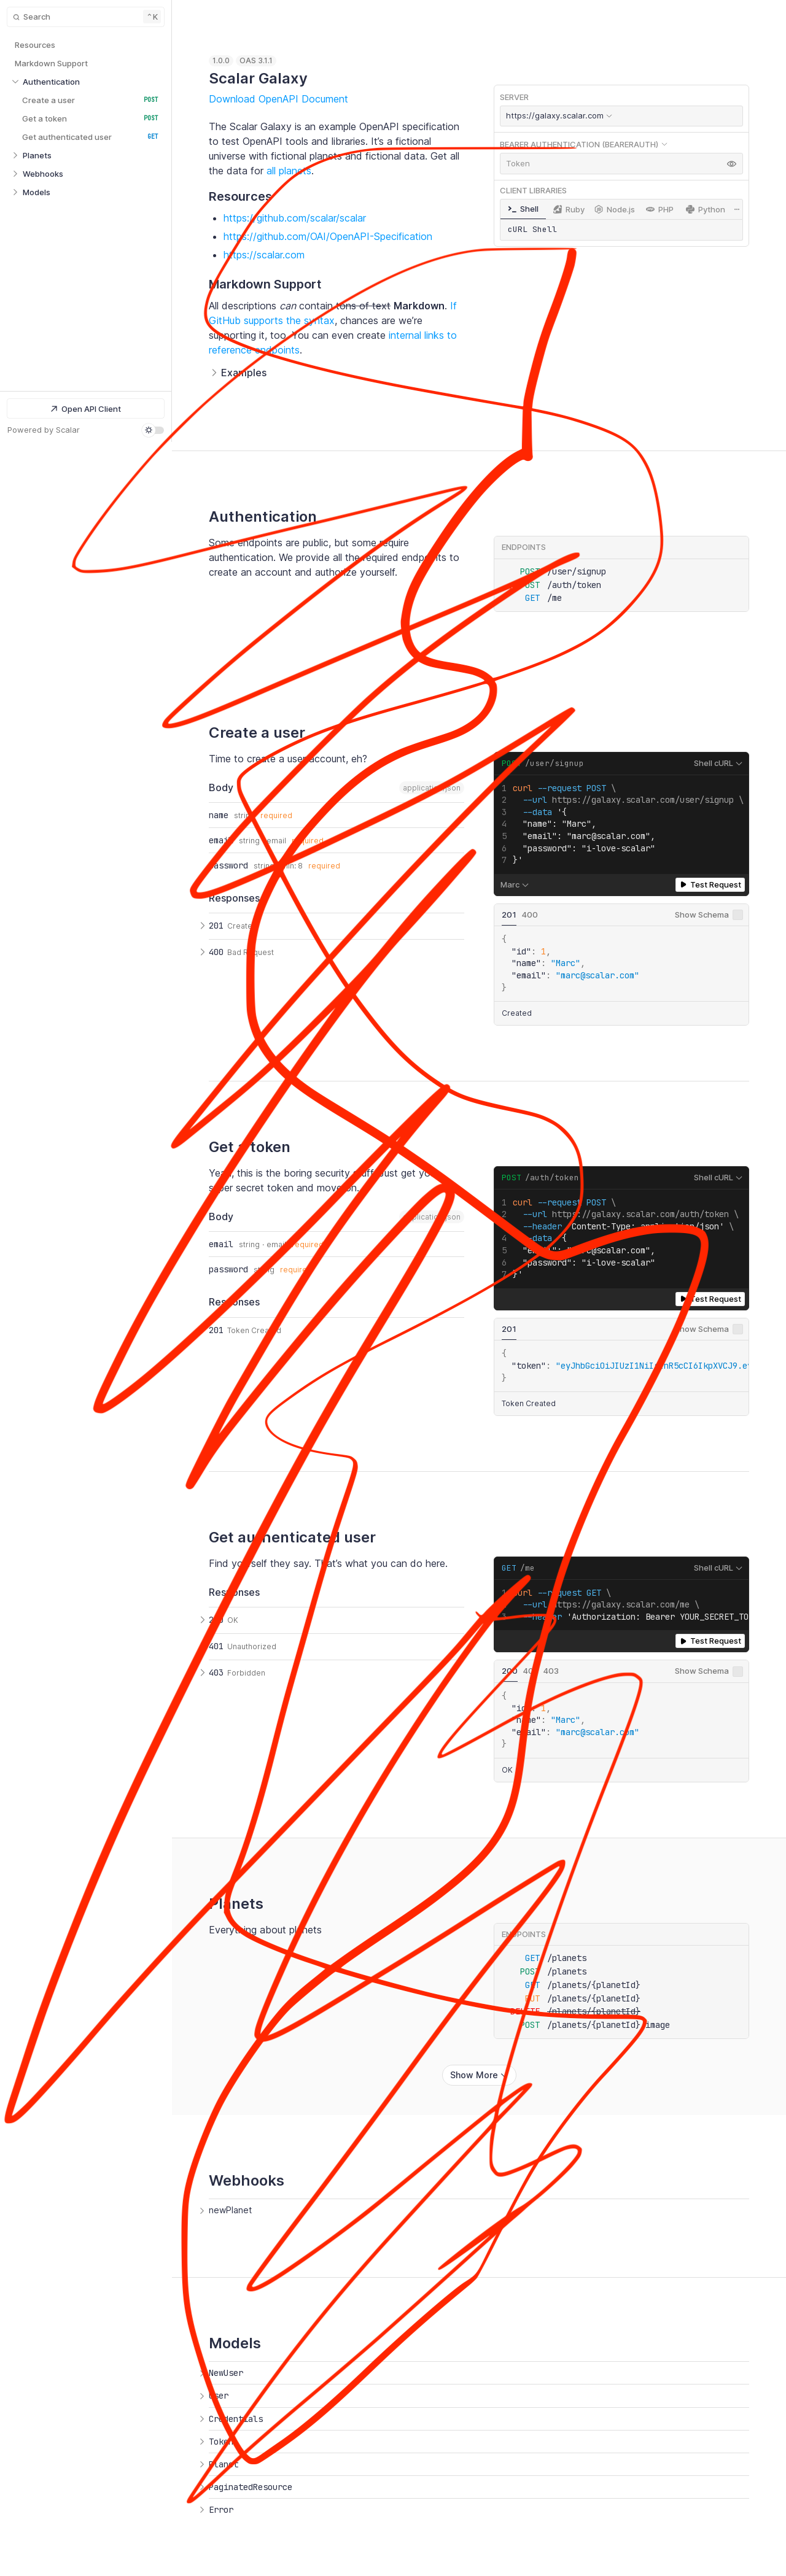 Search
⌃K
Resources
Markdown Support
Authentication
Create a user POST
Get a token POST
Get authenticated user GET
Planets
Webhooks
Models
Open API Client
Powered by Scalar
1.0.0 OAS 3.1.1
Scalar Galaxy
Download OpenAPI Document
The Scalar Galaxy is an example OpenAPI specification
to test OpenAPI tools and libraries. It's a fictional
universe with fictional planets and fictional data. Get all
the data for all planets.
Resources
https://github.com/scalar/scalar
https://github.com/OAI/OpenAPI-Specification
https://scalar.com
Markdown Support
All descriptions can contain tons of text Markdown. If
GitHub supports the syntax, chances are we're
supporting it, too. You can even create internal links to
reference endpoints.
Examples
SERVER
https://galaxy.scalar.com
BEARER AUTHENTICATION (BEARERAUTH)
Token
CLIENT LIBRARIES
Shell Ruby Node.js PHP Python
cURL Shell
Authentication
Some endpoints are public, but some require
authentication. We provide all the required endpoints to
create an account and authorize yourself.
ENDPOINTS
POST /user/signup
POST /auth/token
GET /me
Create a user
Time to create a user account, eh?
Body application/json
name string required
email string · email required
password string min: 8 required
Responses
201 Created
400 Bad Request
POST /user/signup Shell cURL
1 curl --request POST \
2 --url https://galaxy.scalar.com/user/signup \
3 --data '{
4 "name": "Marc",
5 "email": "marc@scalar.com",
6 "password": "i-love-scalar"
7 }'
Marc Test Request
201 400 Show Schema
{
"id": 1,
"name": "Marc",
"email": "marc@scalar.com"
}
Created
Get a token
Yeah, this is the boring security stuff. Just get your
super secret token and move on.
Body application/json
email string · email required
password string required
Responses
201 Token Created
POST /auth/token Shell cURL
1 curl --request POST \
2 --url https://galaxy.scalar.com/auth/token \
3 --header 'Content-Type: application/json' \
4 --data '{
5 "email": "marc@scalar.com",
6 "password": "i-love-scalar"
7 }'
Test Request
201 Show Schema
{
"token":
}
Token Created
Get authenticated user
Find yourself they say. That's what you can do here.
Responses
200 OK
401 Unauthorized
403 Forbidden
GET /me Shell cURL
1 curl --request GET \
2 --url https://galaxy.scalar.com/me \
3 --header 'Authorization: Bearer YOUR_SECRET_TO
Test Request
200 401 403 Show Schema
{
"id": 1,
"name": "Marc",
"email": "marc@scalar.com"
}
OK
Planets
Everything about planets
ENDPOINTS
GET /planets
POST /planets
GET /planets/{planetId}
PUT /planets/{planetId}
DELETE /planets/{planetId}
POST /planets/{planetId}/image
Show More
Webhooks
newPlanet
Models
NewUser
User
Credentials
Token
Planet
PaginatedResource
Error